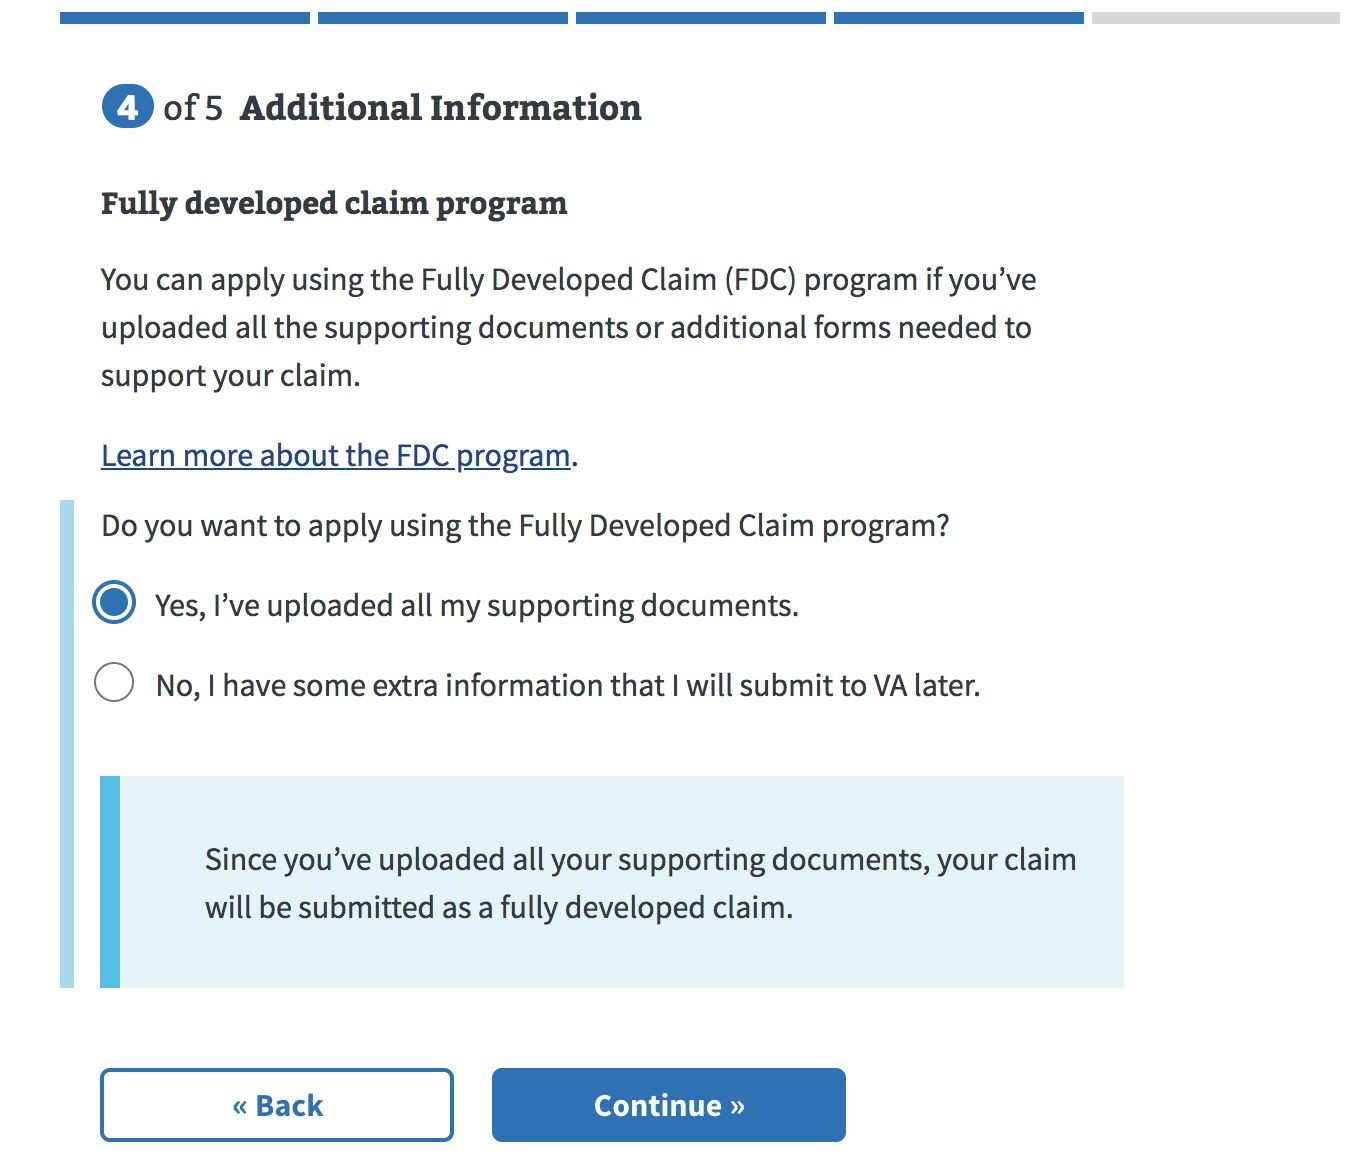 4 of 5 Additional Information
Fully developed claim program
You can apply using the Fully Developed Claim (FDC) program if you’ve
uploaded all the supporting documents or additional forms needed to
support your claim.
Learn more about the FDC program.
Do you want to apply using the Fully Developed Claim program?
Yes, I’ve uploaded all my supporting documents.
No, I have some extra information that I will submit to VA later.
Since you’ve uploaded all your supporting documents, your claim
will be submitted as a fully developed claim.
« Back
Continue »